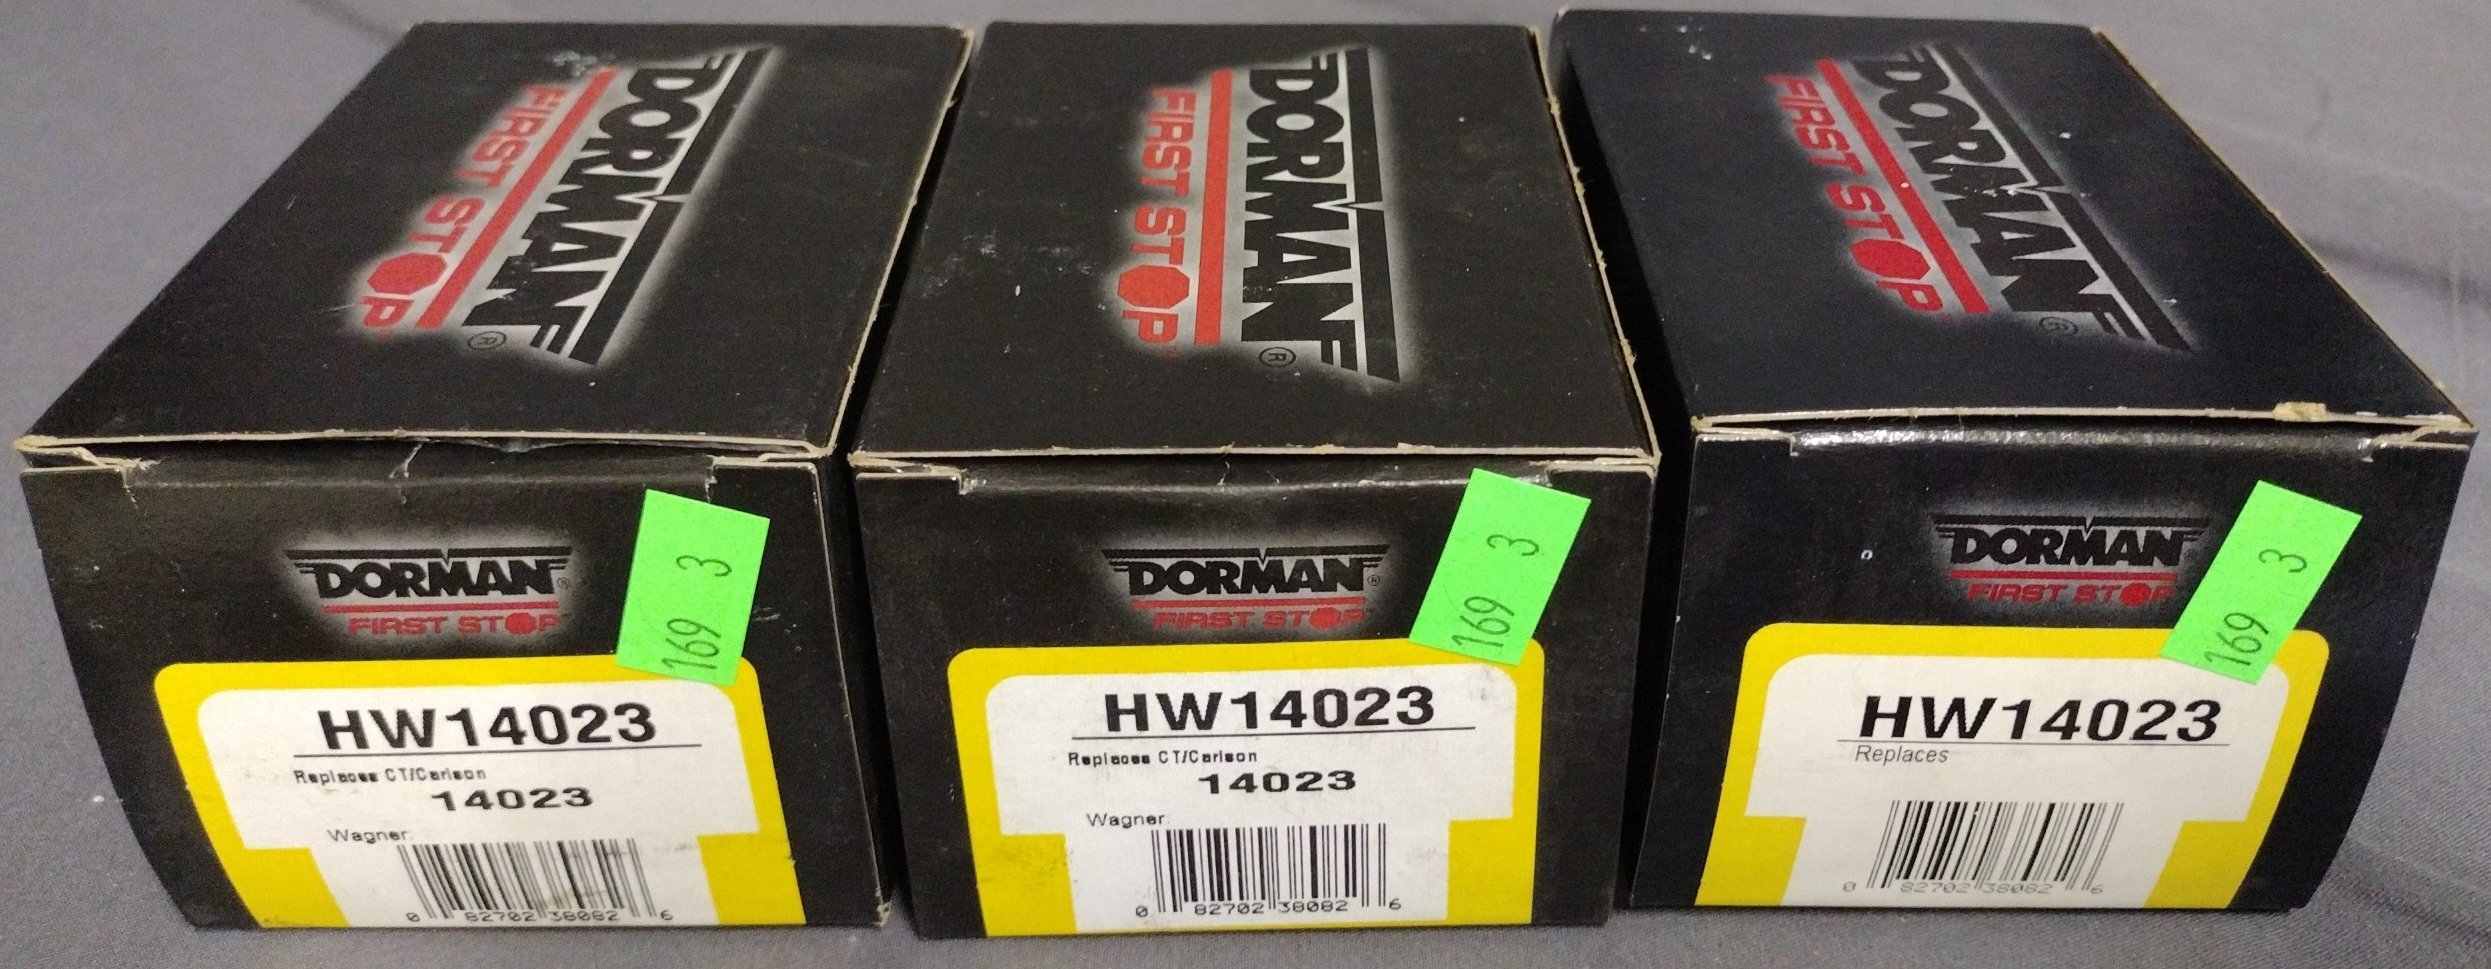 DORMAN®
FIRST STOP
DORMAN®
FIRST STOP
DORMAN®
FIRST STOP
DORMAN®
FIRST STOP
169 3
HW14023
Replaces CT/Carlson
14023
Wagner:
0 82702 38082 6
DORMAN®
FIRST STOP
169 3
HW14023
Replaces CT/Carlson
14023
Wagner:
0 82702 38082 6
DORMAN
FIRST STOP
169 3
HW14023
Replaces
0 82702 38082 6